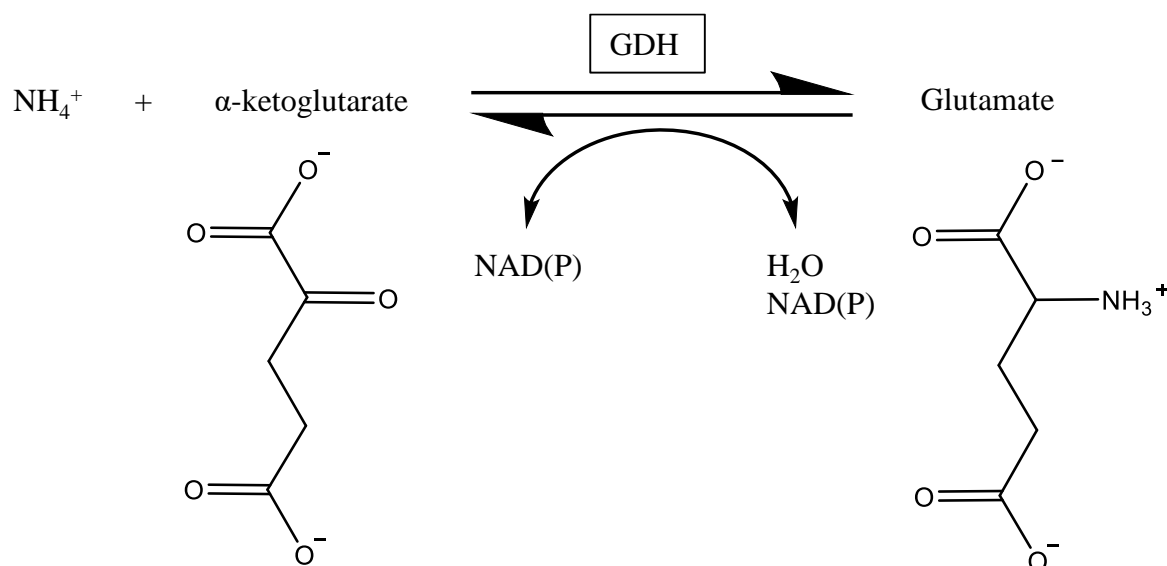 GDH
NH₄⁺ + α-ketoglutarate Glutamate
NAD(P) H₂O
NAD(P)
O⁻
O
O
O
O⁻
O⁻
O
NH₃⁺
O
O⁻